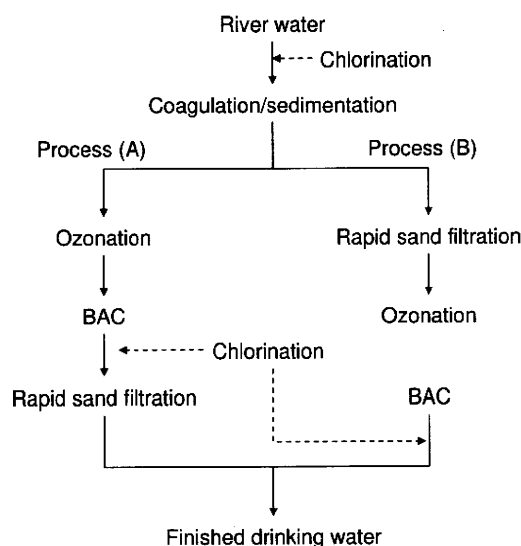 River water
Chlorination
Coagulation/sedimentation
Process (A)
Process (B)
Ozonation
Rapid sand filtration
BAC
Ozonation
Chlorination
Rapid sand filtration
BAC
Finished drinking water